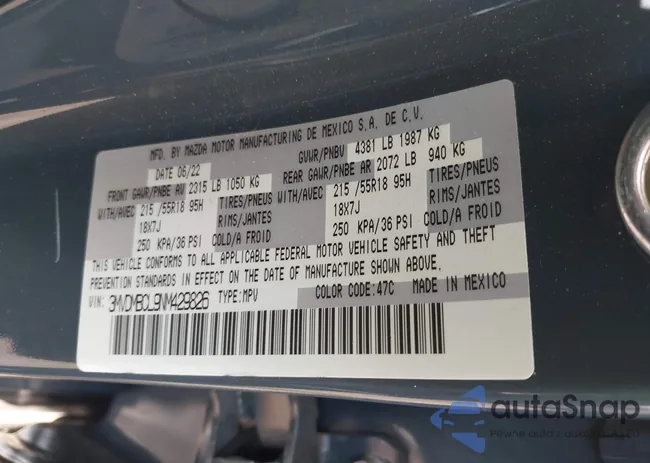 MFD. BY MAZDA MOTOR MANUFACTURING DE MEXICO S.A. DE C.V.
DATE 06/22 GVWR/PNBV 4381 LB 1987 KG
FRONT GAWR/PNBE AV 2315 LB 1050 KG REAR GAWR/PNBE AR 2072 LB 940 KG
WITH/AVEC 215 /55R18 95H TIRES/PNEUS WITH/AVEC 215 /55R18 95H TIRES/PNEUS
18X7J RIMS/JANTES 18X7J RIMS/JANTES
250 KPA/36 PSI COLD/A FROID 250 KPA/36 PSI COLD/A FROID
THIS VEHICLE CONFORMS TO ALL APPLICABLE FEDERAL MOTOR VEHICLE SAFETY AND THEFT
PREVENTION STANDARDS IN EFFECT ON THE DATE OF MANUFACTURE SHOWN ABOVE.
VIN: 3MVDMBCL9NM429826 TYPE:MPV COLOR CODE:47C MADE IN MEXICO
autaSnap
Pewne auta z aukcji